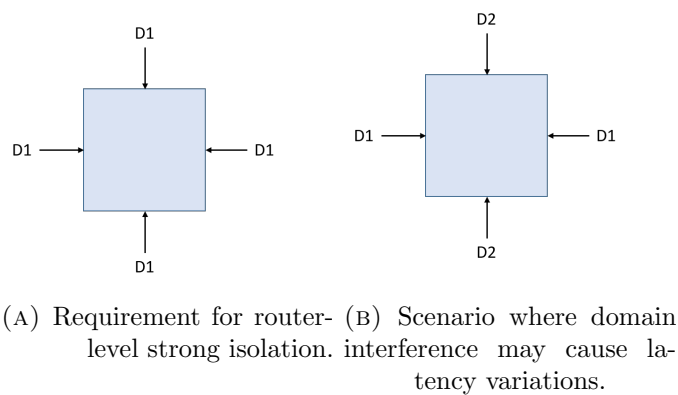 D1
D1
D1
D1
D2
D1
D1
D2
(A) Requirement for router-
level strong isolation.
(B) Scenario where domain
interference may cause la-
tency variations.